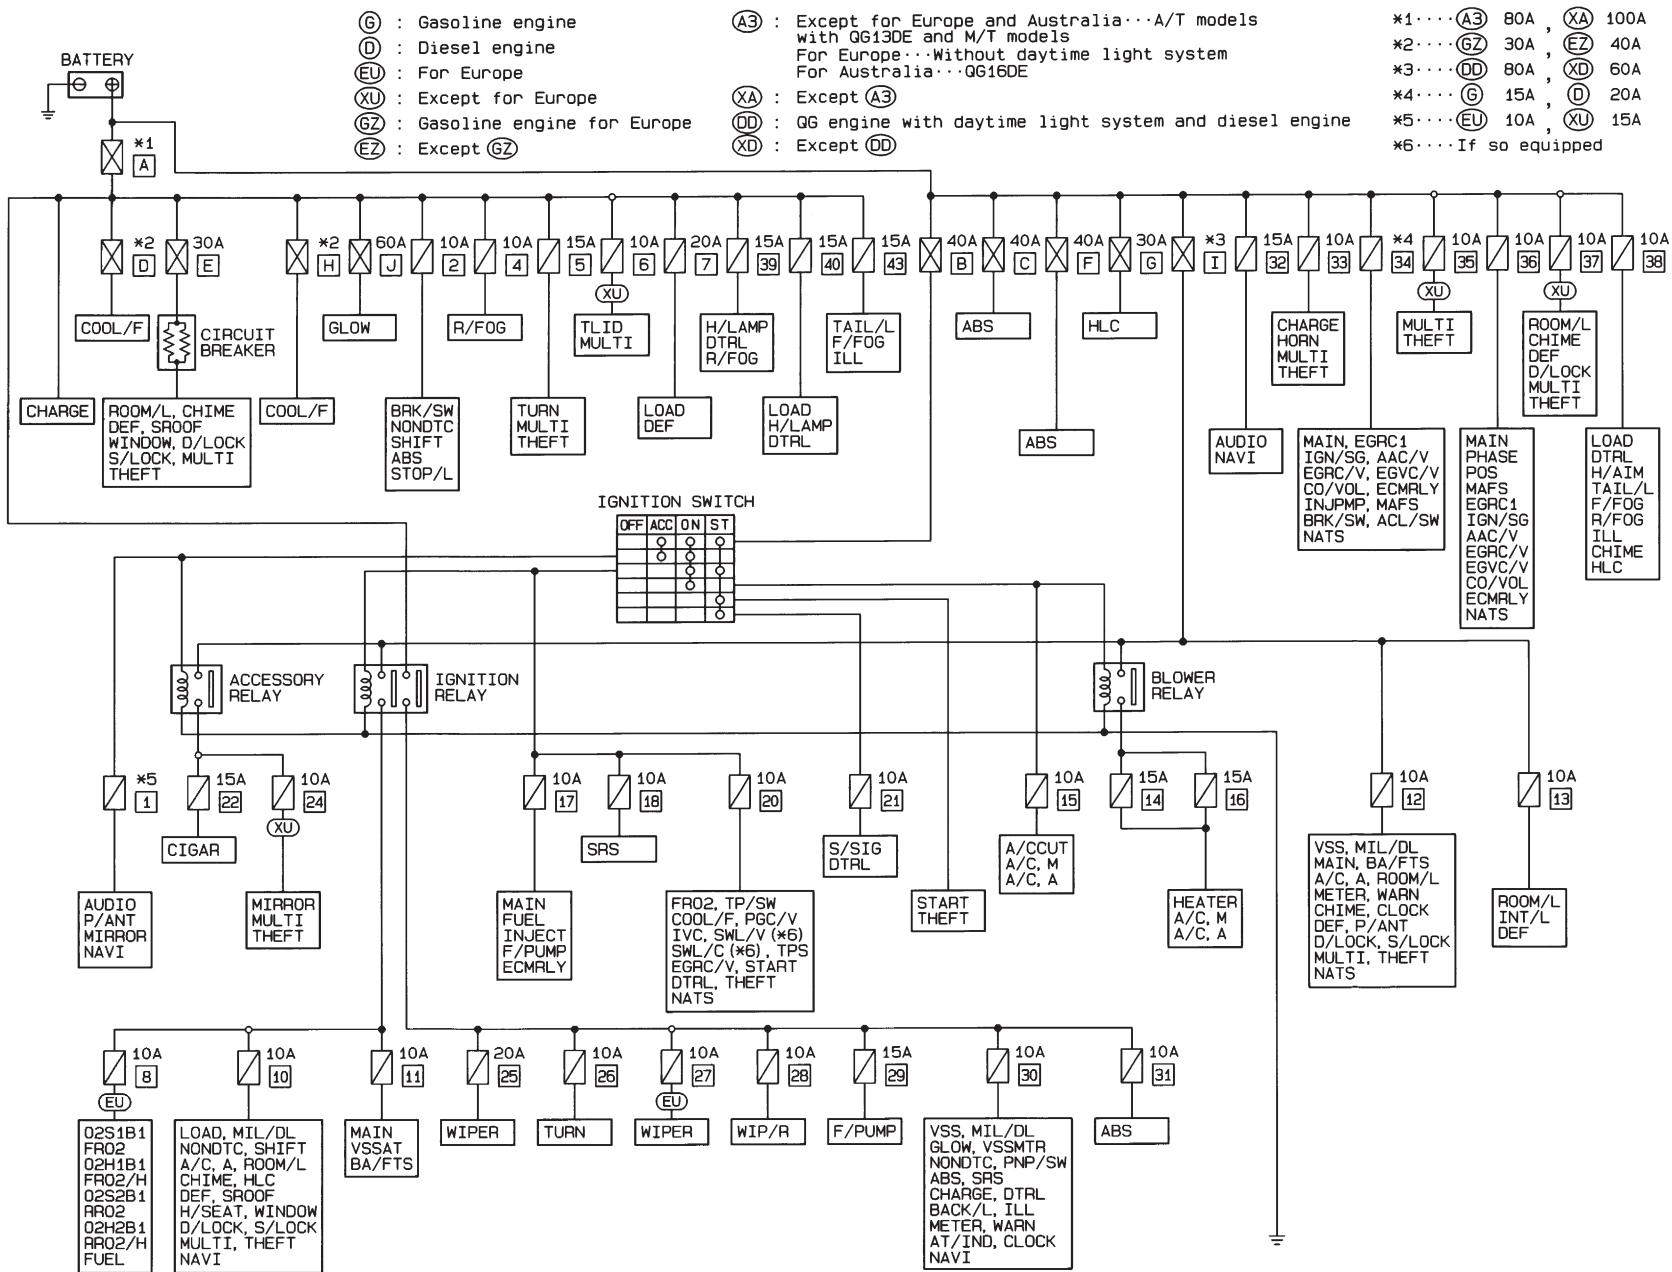 G : Gasoline engine
D : Diesel engine
EU : For Europe
XU : Except for Europe
GZ : Gasoline engine for Europe
EZ : Except GZ
A3 : Except for Europe and Australia···A/T models
with QG13DE and M/T models
For Europe···Without daytime light system
For Australia···QG16DE
XA : Except A3
DD : QG engine with daytime light system and diesel engine
XD : Except DD
*1···· A3 80A , XA 100A
*2···· GZ 30A , EZ 40A
*3···· DD 80A , XD 60A
*4···· G 15A , D 20A
*5···· EU 10A , XU 15A
*6···· If so equipped
BATTERY
*1
A
*2
D
30A
E
*2
H
60A
J
10A
2
10A
4
15A
5
10A
6
20A
7
15A
39
15A
40
15A
43
40A
B
40A
C
40A
F
30A
G
*3
I
15A
32
10A
33
*4
34
10A
35
10A
36
10A
37
10A
38
XU
XU
XU
COOL/F
CIRCUIT
BREAKER
GLOW
R/FOG
TLID
MULTI
H/LAMP
DTRL
R/FOG
TAIL/L
F/FOG
ILL
ABS
HLC
CHARGE
HORN
MULTI
THEFT
MULTI
THEFT
ROOM/L
CHIME
DEF
D/LOCK
MULTI
THEFT
CHARGE
ROOM/L, CHIME
DEF, SROOF
WINDOW, D/LOCK
S/LOCK, MULTI
THEFT
COOL/F
BRK/SW
NONDTC
SHIFT
ABS
STOP/L
TURN
MULTI
THEFT
LOAD
DEF
LOAD
H/LAMP
DTRL
ABS
AUDIO
NAVI
MAIN, EGRC1
IGN/SG, AAC/V
EGRC/V, EGVC/V
CO/VOL, ECMRLY
INJPMP, MAFS
BRK/SW, ACL/SW
NATS
MAIN
PHASE
POS
MAFS
EGRC1
IGN/SG
AAC/V
EGRC/V
EGVC/V
CO/VOL
ECMRLY
NATS
LOAD
DTRL
H/AIM
TAIL/L
F/FOG
R/FOG
ILL
CHIME
HLC
IGNITION SWITCH
OFF ACC ON ST
ACCESSORY
RELAY
IGNITION
RELAY
BLOWER
RELAY
*5
1
15A
22
10A
24
10A
17
10A
18
10A
20
10A
21
10A
15
15A
14
15A
16
10A
12
10A
13
XU
CIGAR
SRS
S/SIG
DTRL
A/CCUT
A/C, M
A/C, A
VSS, MIL/DL
MAIN, BA/FTS
A/C, A, ROOM/L
METER, WARN
CHIME, CLOCK
DEF, P/ANT
D/LOCK, S/LOCK
MULTI, THEFT
NATS
AUDIO
P/ANT
MIRROR
NAVI
MIRROR
MULTI
THEFT
MAIN
FUEL
INJECT
F/PUMP
ECMRLY
FRO2, TP/SW
COOL/F, PGC/V
IVC, SWL/V (*6)
SWL/C (*6), TPS
EGRC/V, START
DTRL, THEFT
NATS
START
THEFT
HEATER
A/C, M
A/C, A
ROOM/L
INT/L
DEF
10A
8
10A
10
10A
11
20A
25
10A
26
10A
27
10A
28
15A
29
10A
30
10A
31
EU
EU
O2S1B1
FRO2
O2H1B1
FRO2/H
O2S2B1
RRO2
O2H2B1
RRO2/H
FUEL
LOAD, MIL/DL
NONDTC, SHIFT
A/C, A, ROOM/L
CHIME, HLC
DEF, SROOF
H/SEAT, WINDOW
D/LOCK, S/LOCK
MULTI, THEFT
NAVI
MAIN
VSSAT
BA/FTS
WIPER
TURN
WIPER
WIP/R
F/PUMP
VSS, MIL/DL
GLOW, VSSMTR
NONDTC, PNP/SW
ABS, SRS
CHARGE, DTRL
BACK/L, ILL
METER, WARN
AT/IND, CLOCK
NAVI
ABS